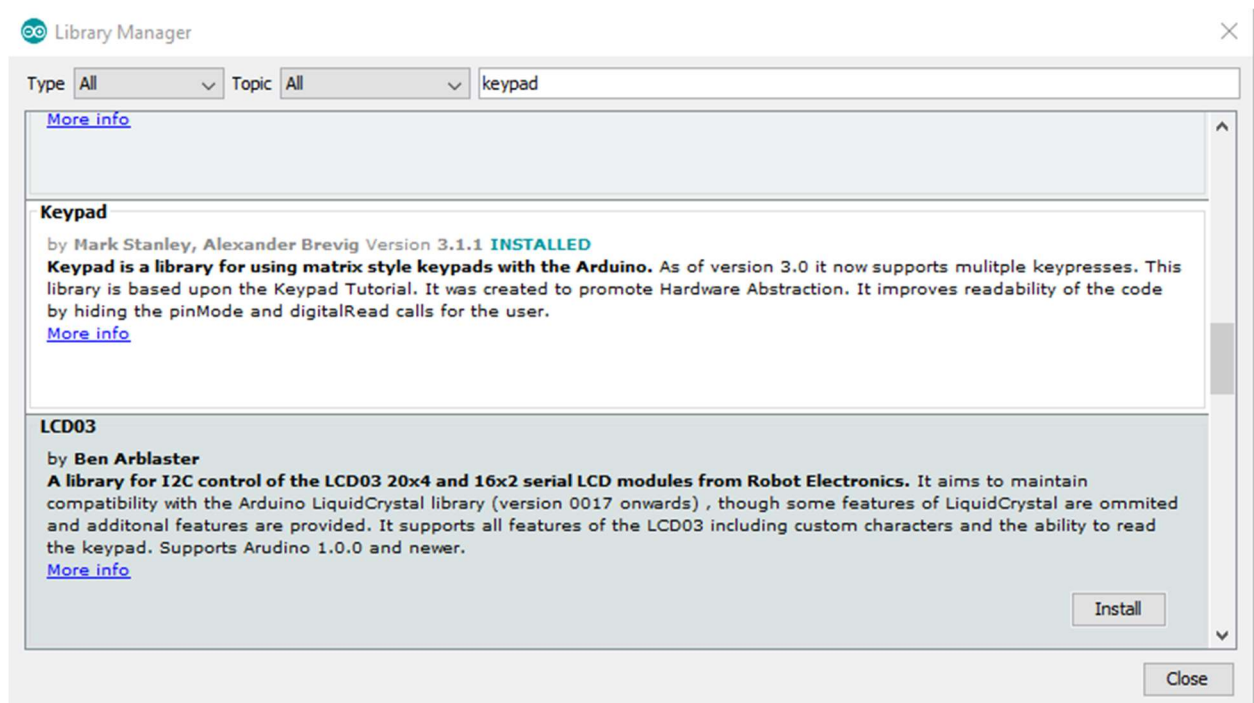 Library Manager
Type All Topic All keypad
More info
Keypad
by Mark Stanley, Alexander Brevig Version 3.1.1 INSTALLED
Keypad is a library for using matrix style keypads with the Arduino. As of version 3.0 it now supports mulitple keypresses. This
library is based upon the Keypad Tutorial. It was created to promote Hardware Abstraction. It improves readability of the code
by hiding the pinMode and digitalRead calls for the user.
More info
LCD03
by Ben Arblaster
A library for I2C control of the LCD03 20x4 and 16x2 serial LCD modules from Robot Electronics. It aims to maintain
compatibility with the Arduino LiquidCrystal library (version 0017 onwards) , though some features of LiquidCrystal are ommited
and additonal features are provided. It supports all features of the LCD03 including custom characters and the ability to read
the keypad. Supports Arudino 1.0.0 and newer.
More info
Install
Close